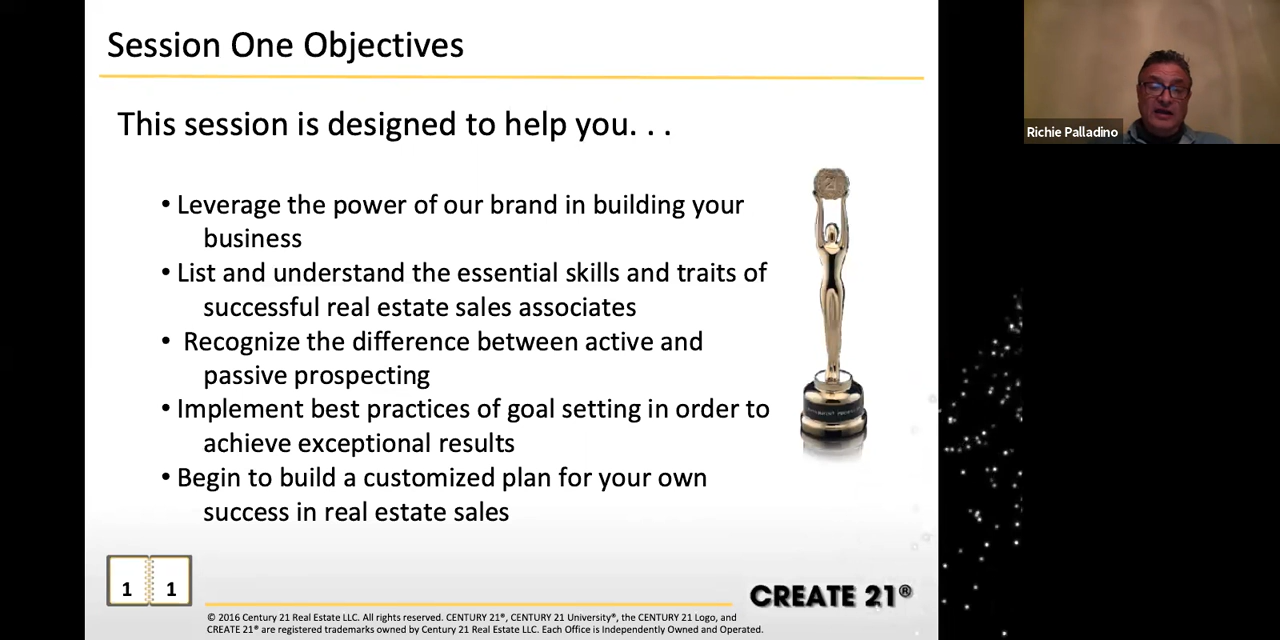 Session One Objectives
This session is designed to help you. . .
• Leverage the power of our brand in building your
business
• List and understand the essential skills and traits of
successful real estate sales associates
• Recognize the difference between active and
passive prospecting
• Implement best practices of goal setting in order to
achieve exceptional results
• Begin to build a customized plan for your own
success in real estate sales
1 1
CREATE 21®
© 2016 Century 21 Real Estate LLC. All rights reserved. CENTURY 21®, CENTURY 21 University®, the CENTURY 21 Logo, and
CREATE 21® are registered trademarks owned by Century 21 Real Estate LLC. Each Office is Independently Owned and Operated.
Richie Palladino